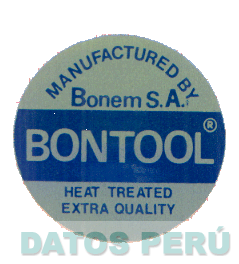 MANUFACTURED BY
Bonem S.A.
BONTOOL®
HEAT TREATED
EXTRA QUALITY
DATOS PERÚ